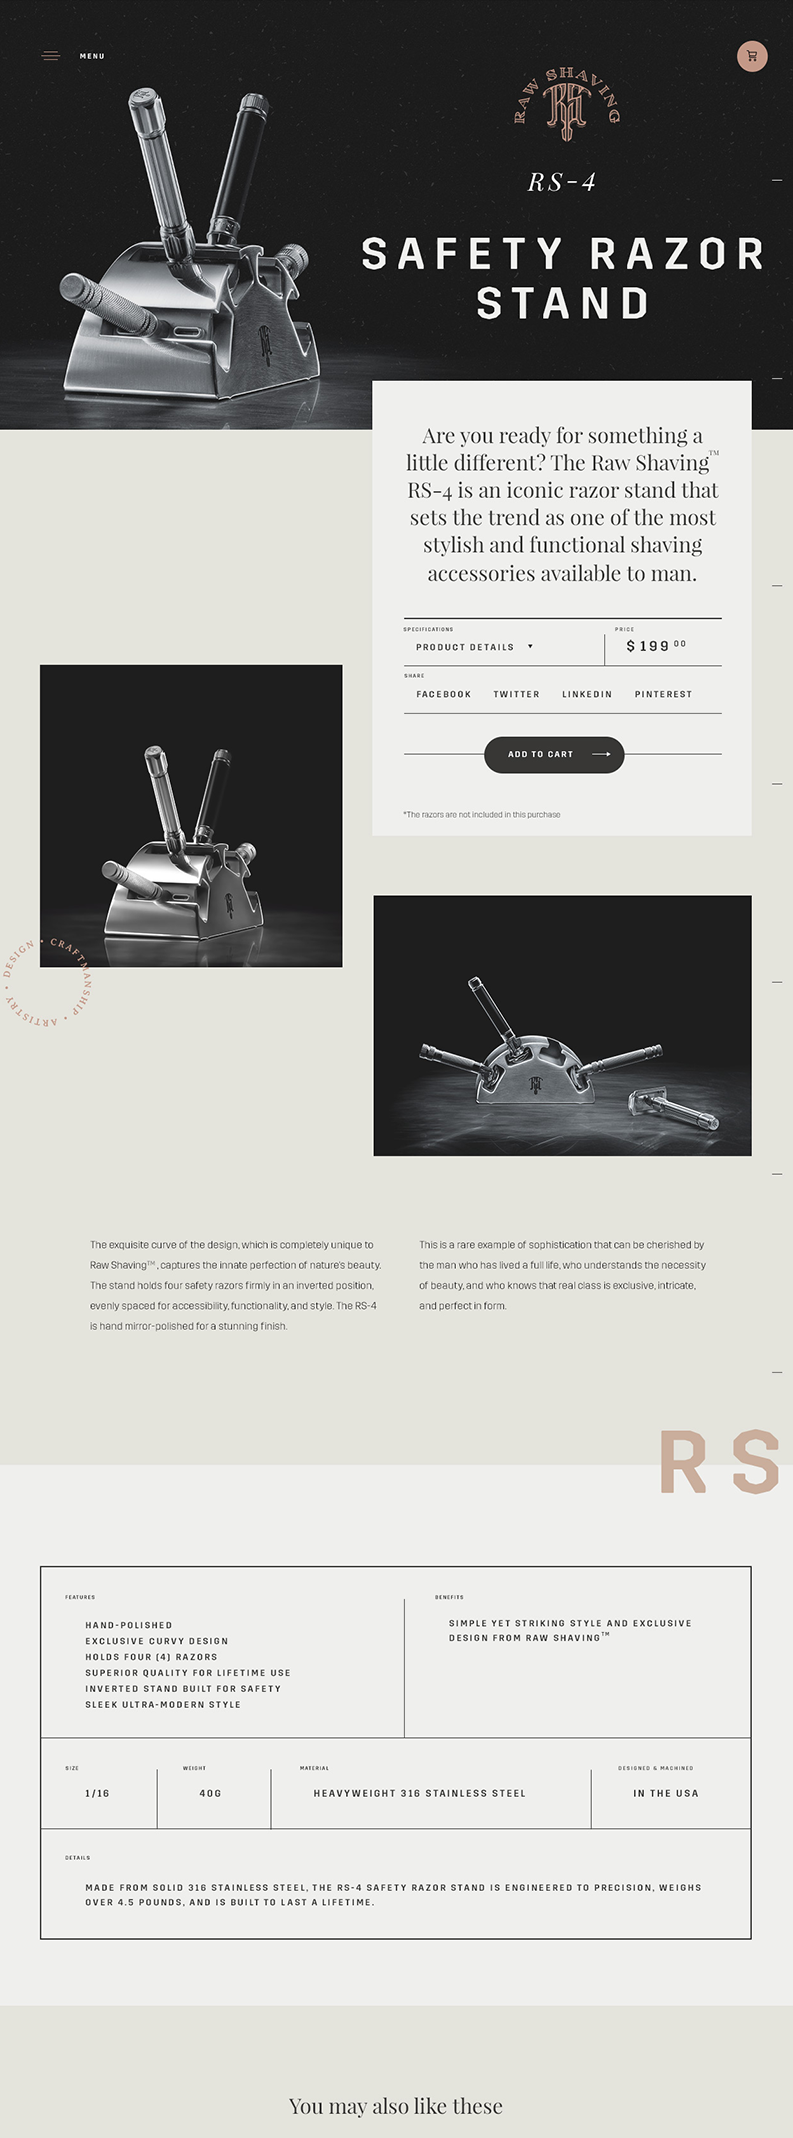 MENU
RAW SHAVING
RS
RS-4
SAFETY RAZOR
STAND
Are you ready for something a
little different? The Raw Shaving™
RS-4 is an iconic razor stand that
sets the trend as one of the most
stylish and functional shaving
accessories available to man.
SPECIFICATIONS
PRODUCT DETAILS
PRICE
$199 00
SHARE
FACEBOOK TWITTER LINKEDIN PINTEREST
ADD TO CART
*The razors are not included in this purchase
DESIGN • CRAFTMANSHIP • ARTISTRY •
The exquisite curve of the design, which is completely unique to
Raw Shaving™, captures the innate perfection of nature's beauty.
The stand holds four safety razors firmly in an inverted position,
evenly spaced for accessibility, functionality, and style. The RS-4
is hand mirror-polished for a stunning finish.
This is a rare example of sophistication that can be cherished by
the man who has lived a full life, who understands the necessity
of beauty, and who knows that real class is exclusive, intricate,
and perfect in form.
RS
FEATURES
HAND-POLISHED
EXCLUSIVE CURVY DESIGN
HOLDS FOUR (4) RAZORS
SUPERIOR QUALITY FOR LIFETIME USE
INVERTED STAND BUILT FOR SAFETY
SLEEK ULTRA-MODERN STYLE
BENEFITS
SIMPLE YET STRIKING STYLE AND EXCLUSIVE
DESIGN FROM RAW SHAVING™
SIZE
1/16
WEIGHT
40G
MATERIAL
HEAVYWEIGHT 316 STAINLESS STEEL
DESIGNED & MACHINED
IN THE USA
DETAILS
MADE FROM SOLID 316 STAINLESS STEEL, THE RS-4 SAFETY RAZOR STAND IS ENGINEERED TO PRECISION, WEIGHS
OVER 4.5 POUNDS, AND IS BUILT TO LAST A LIFETIME.
You may also like these